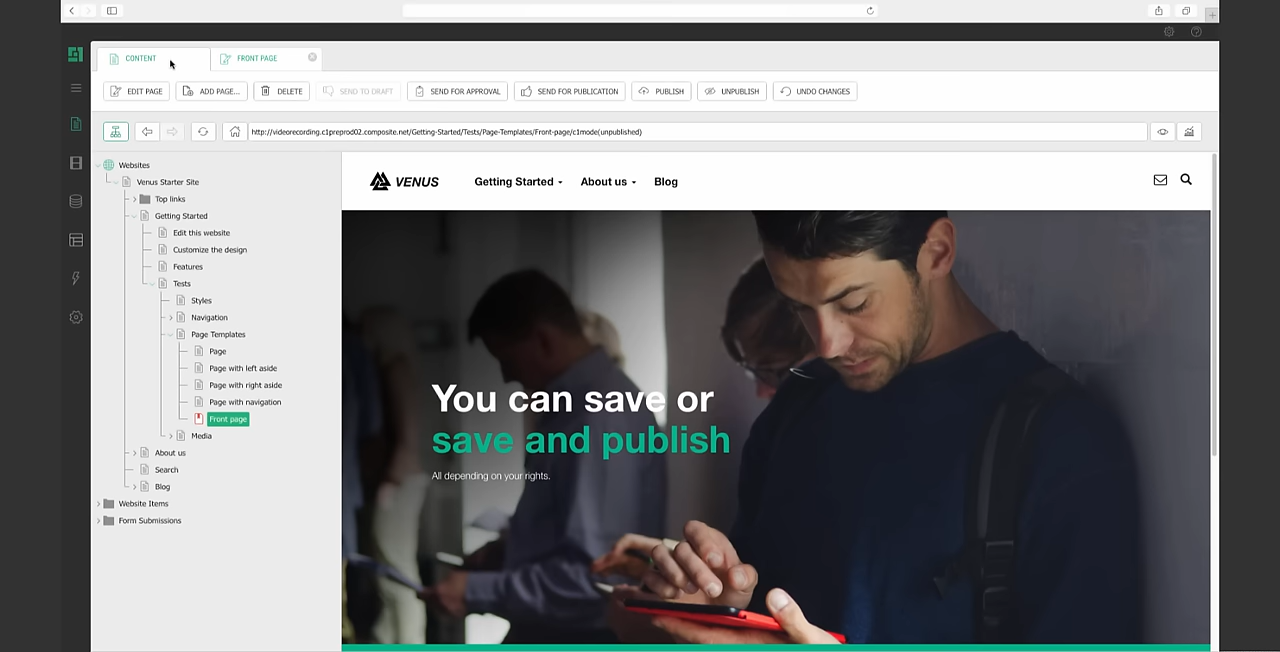 CONTENT
FRONT PAGE
EDIT PAGE
ADD PAGE...
DELETE
SEND TO DRAFT
SEND FOR APPROVAL
SEND FOR PUBLICATION
PUBLISH
UNPUBLISH
UNDO CHANGES
http://videorecording.c1preprod02.composite.net/Getting-Started/Tests/Page-Templates/Front-page/c1mode(unpublished)
Websites
Venus Starter Site
Top links
Getting Started
Edit this website
Customize the design
Features
Tests
Styles
Navigation
Page Templates
Page
Page with left aside
Page with right aside
Page with navigation
Front page
Media
About us
Search
Blog
Website Items
Form Submissions
VENUS
Getting Started
About us
Blog
You can save or
save and publish
All depending on your rights.